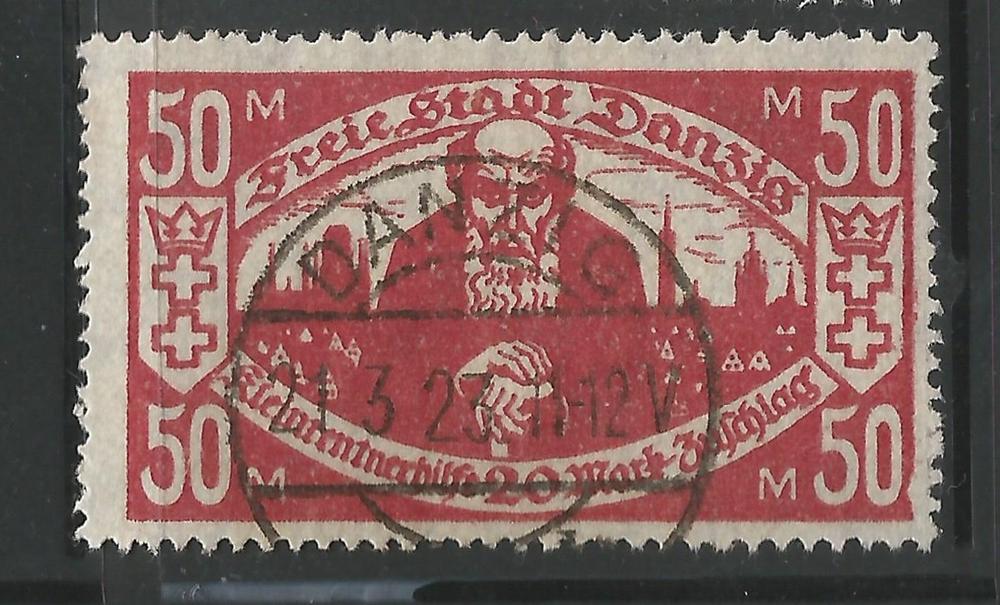 50 M M 50
Freie Stadt Danzig
DANZIG
21 3 23 11-12 V
Kleinrentnerhilfe 20 Mark-Zuschlag
50 M M 50